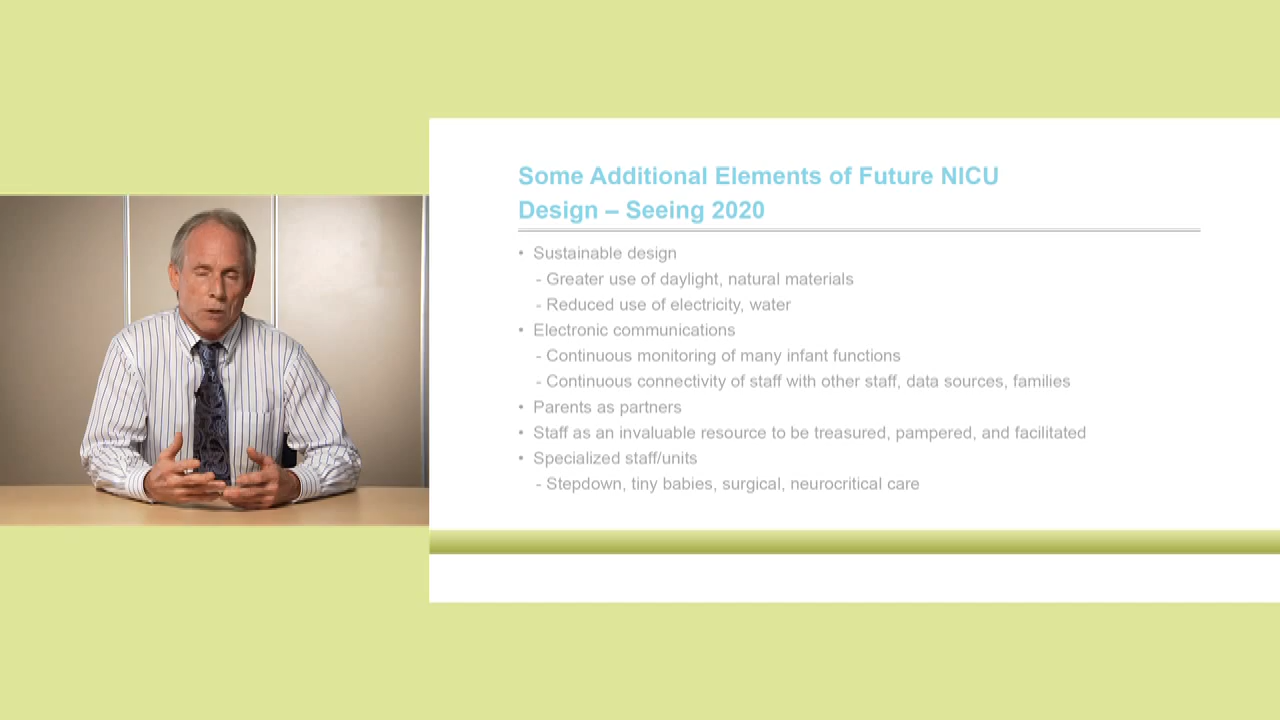 Some Additional Elements of Future NICU
Design – Seeing 2020
• Sustainable design
- Greater use of daylight, natural materials
- Reduced use of electricity, water
• Electronic communications
- Continuous monitoring of many infant functions
- Continuous connectivity of staff with other staff, data sources, families
• Parents as partners
• Staff as an invaluable resource to be treasured, pampered, and facilitated
• Specialized staff/units
- Stepdown, tiny babies, surgical, neurocritical care